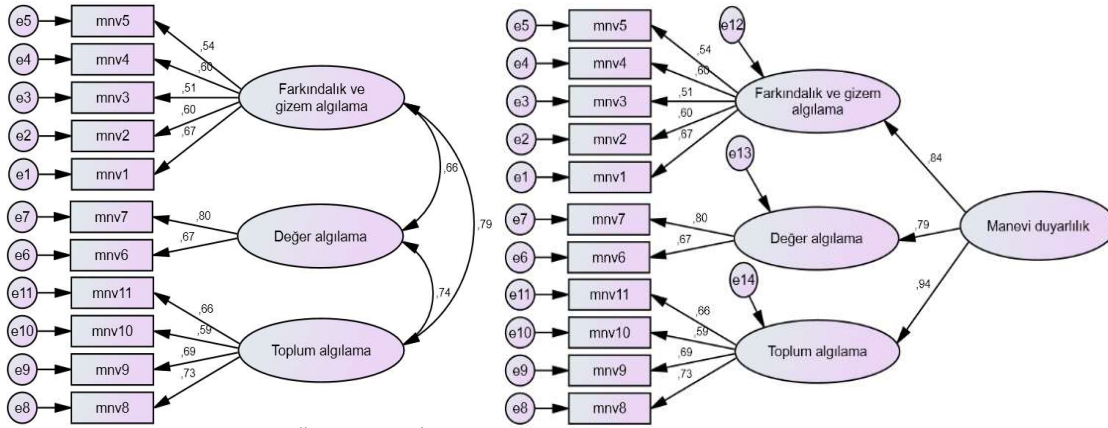 e5 mnv5
,54
e4 mnv4
,60
e3 mnv3
,51
e2 mnv2
,60
e1 mnv1
,67
Farkındalık ve
gizem algılama
,66
,79
e7 mnv7
,80
e6 mnv6
,67
Değer algılama
,74
e11 mnv11
,66
e10 mnv10
,59
e9 mnv9
,69
e8 mnv8
,73
Toplum algılama
e5 mnv5
,54
e4 mnv4
,60
e3 mnv3
,51
e2 mnv2
,60
e1 mnv1
,67
e12
Farkındalık ve gizem
algılama
,84
e13
e7 mnv7
,80
e6 mnv6
,67
Değer algılama
,79
Manevi duyarlılık
e14
e11 mnv11
,66
e10 mnv10
,59
e9 mnv9
,69
e8 mnv8
,73
Toplum algılama
,94